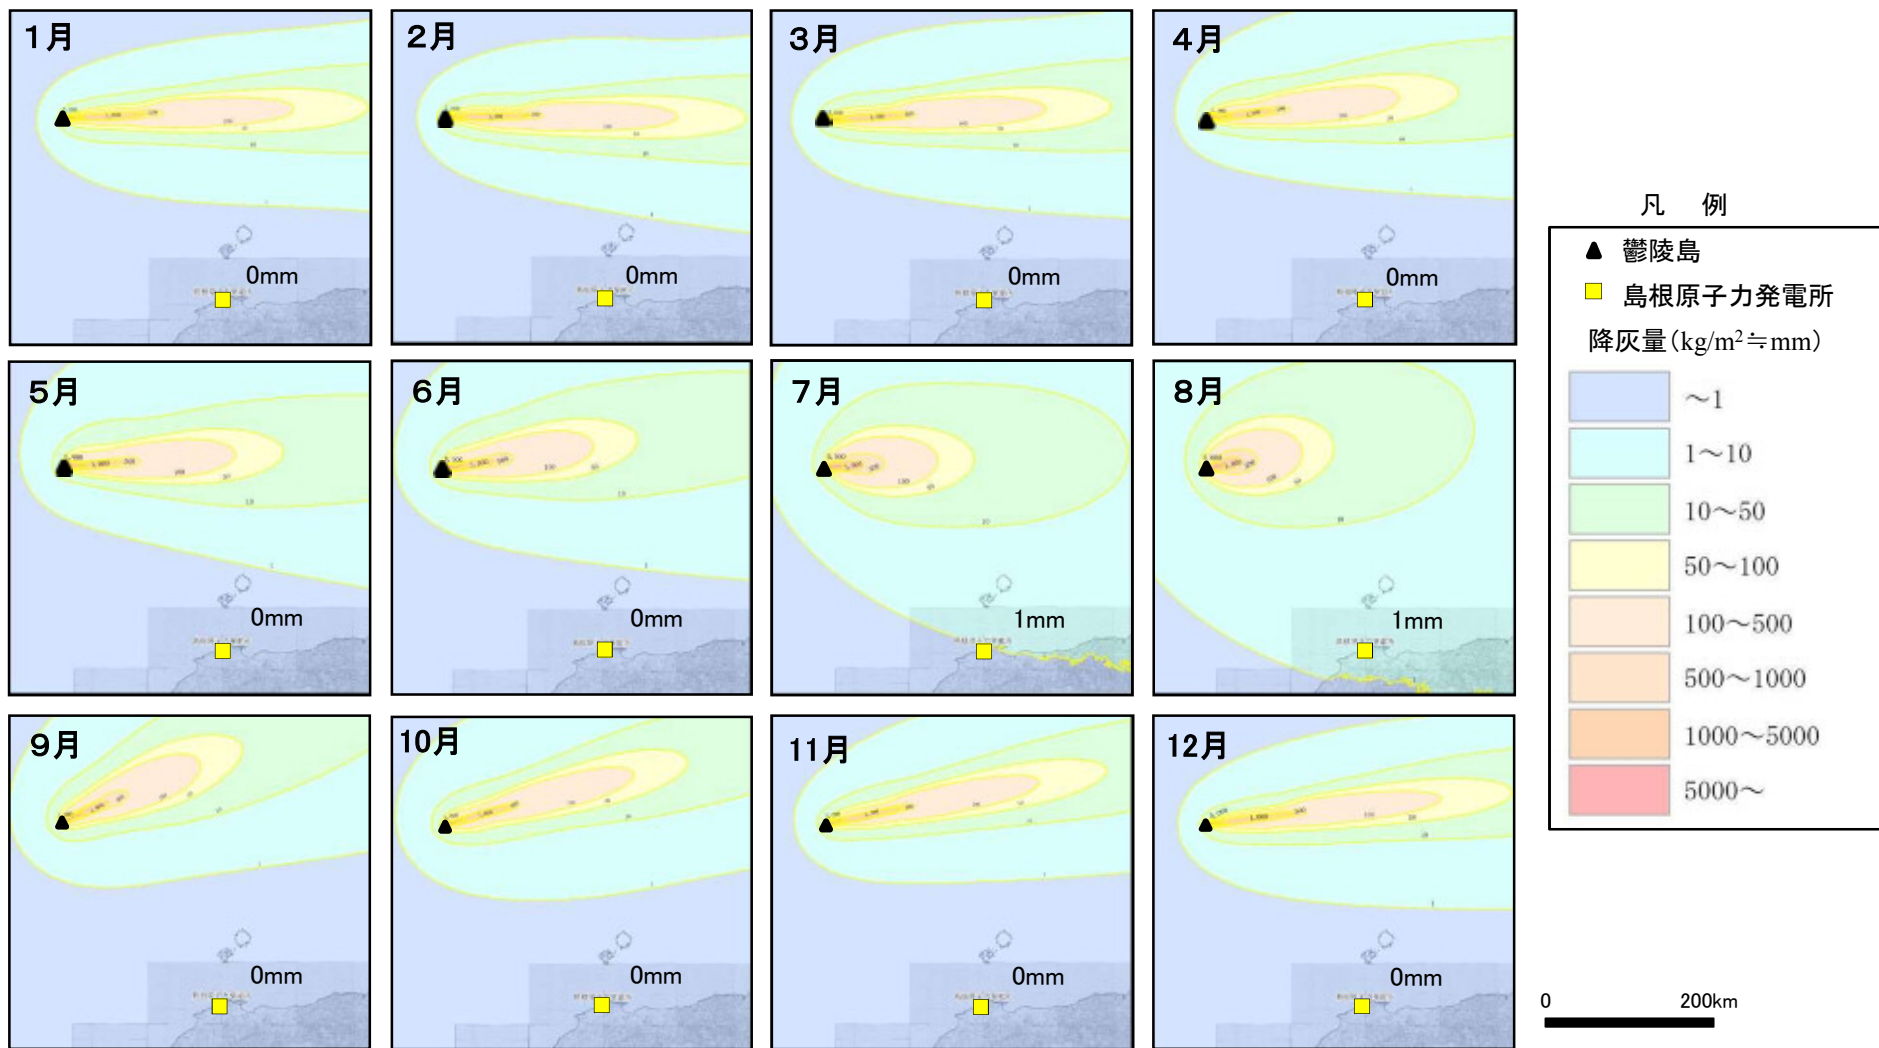 1月
2月
3月
4月
0mm
0mm
0mm
0mm
5月
6月
7月
8月
0mm
0mm
1mm
1mm
9月
10月
11月
12月
0mm
0mm
0mm
0mm
凡 例
鬱陵島
島根原子力発電所
降灰量(kg/m²≒mm)
～1
1～10
10～50
50～100
100～500
500～1000
1000～5000
5000～
0 200km